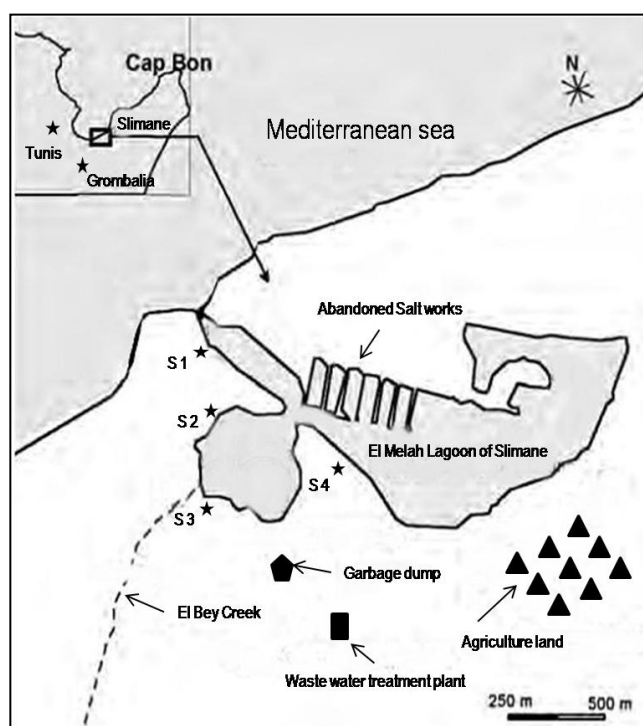 Cap Bon
N
Slimane
Mediterranean sea
Tunis
Grombalia
Abandoned Salt works
S1
S2
El Melah Lagoon of Slimane
S4
S3
Garbage dump
El Bey Creek
Agriculture land
Waste water treatment plant
250 m 500 m